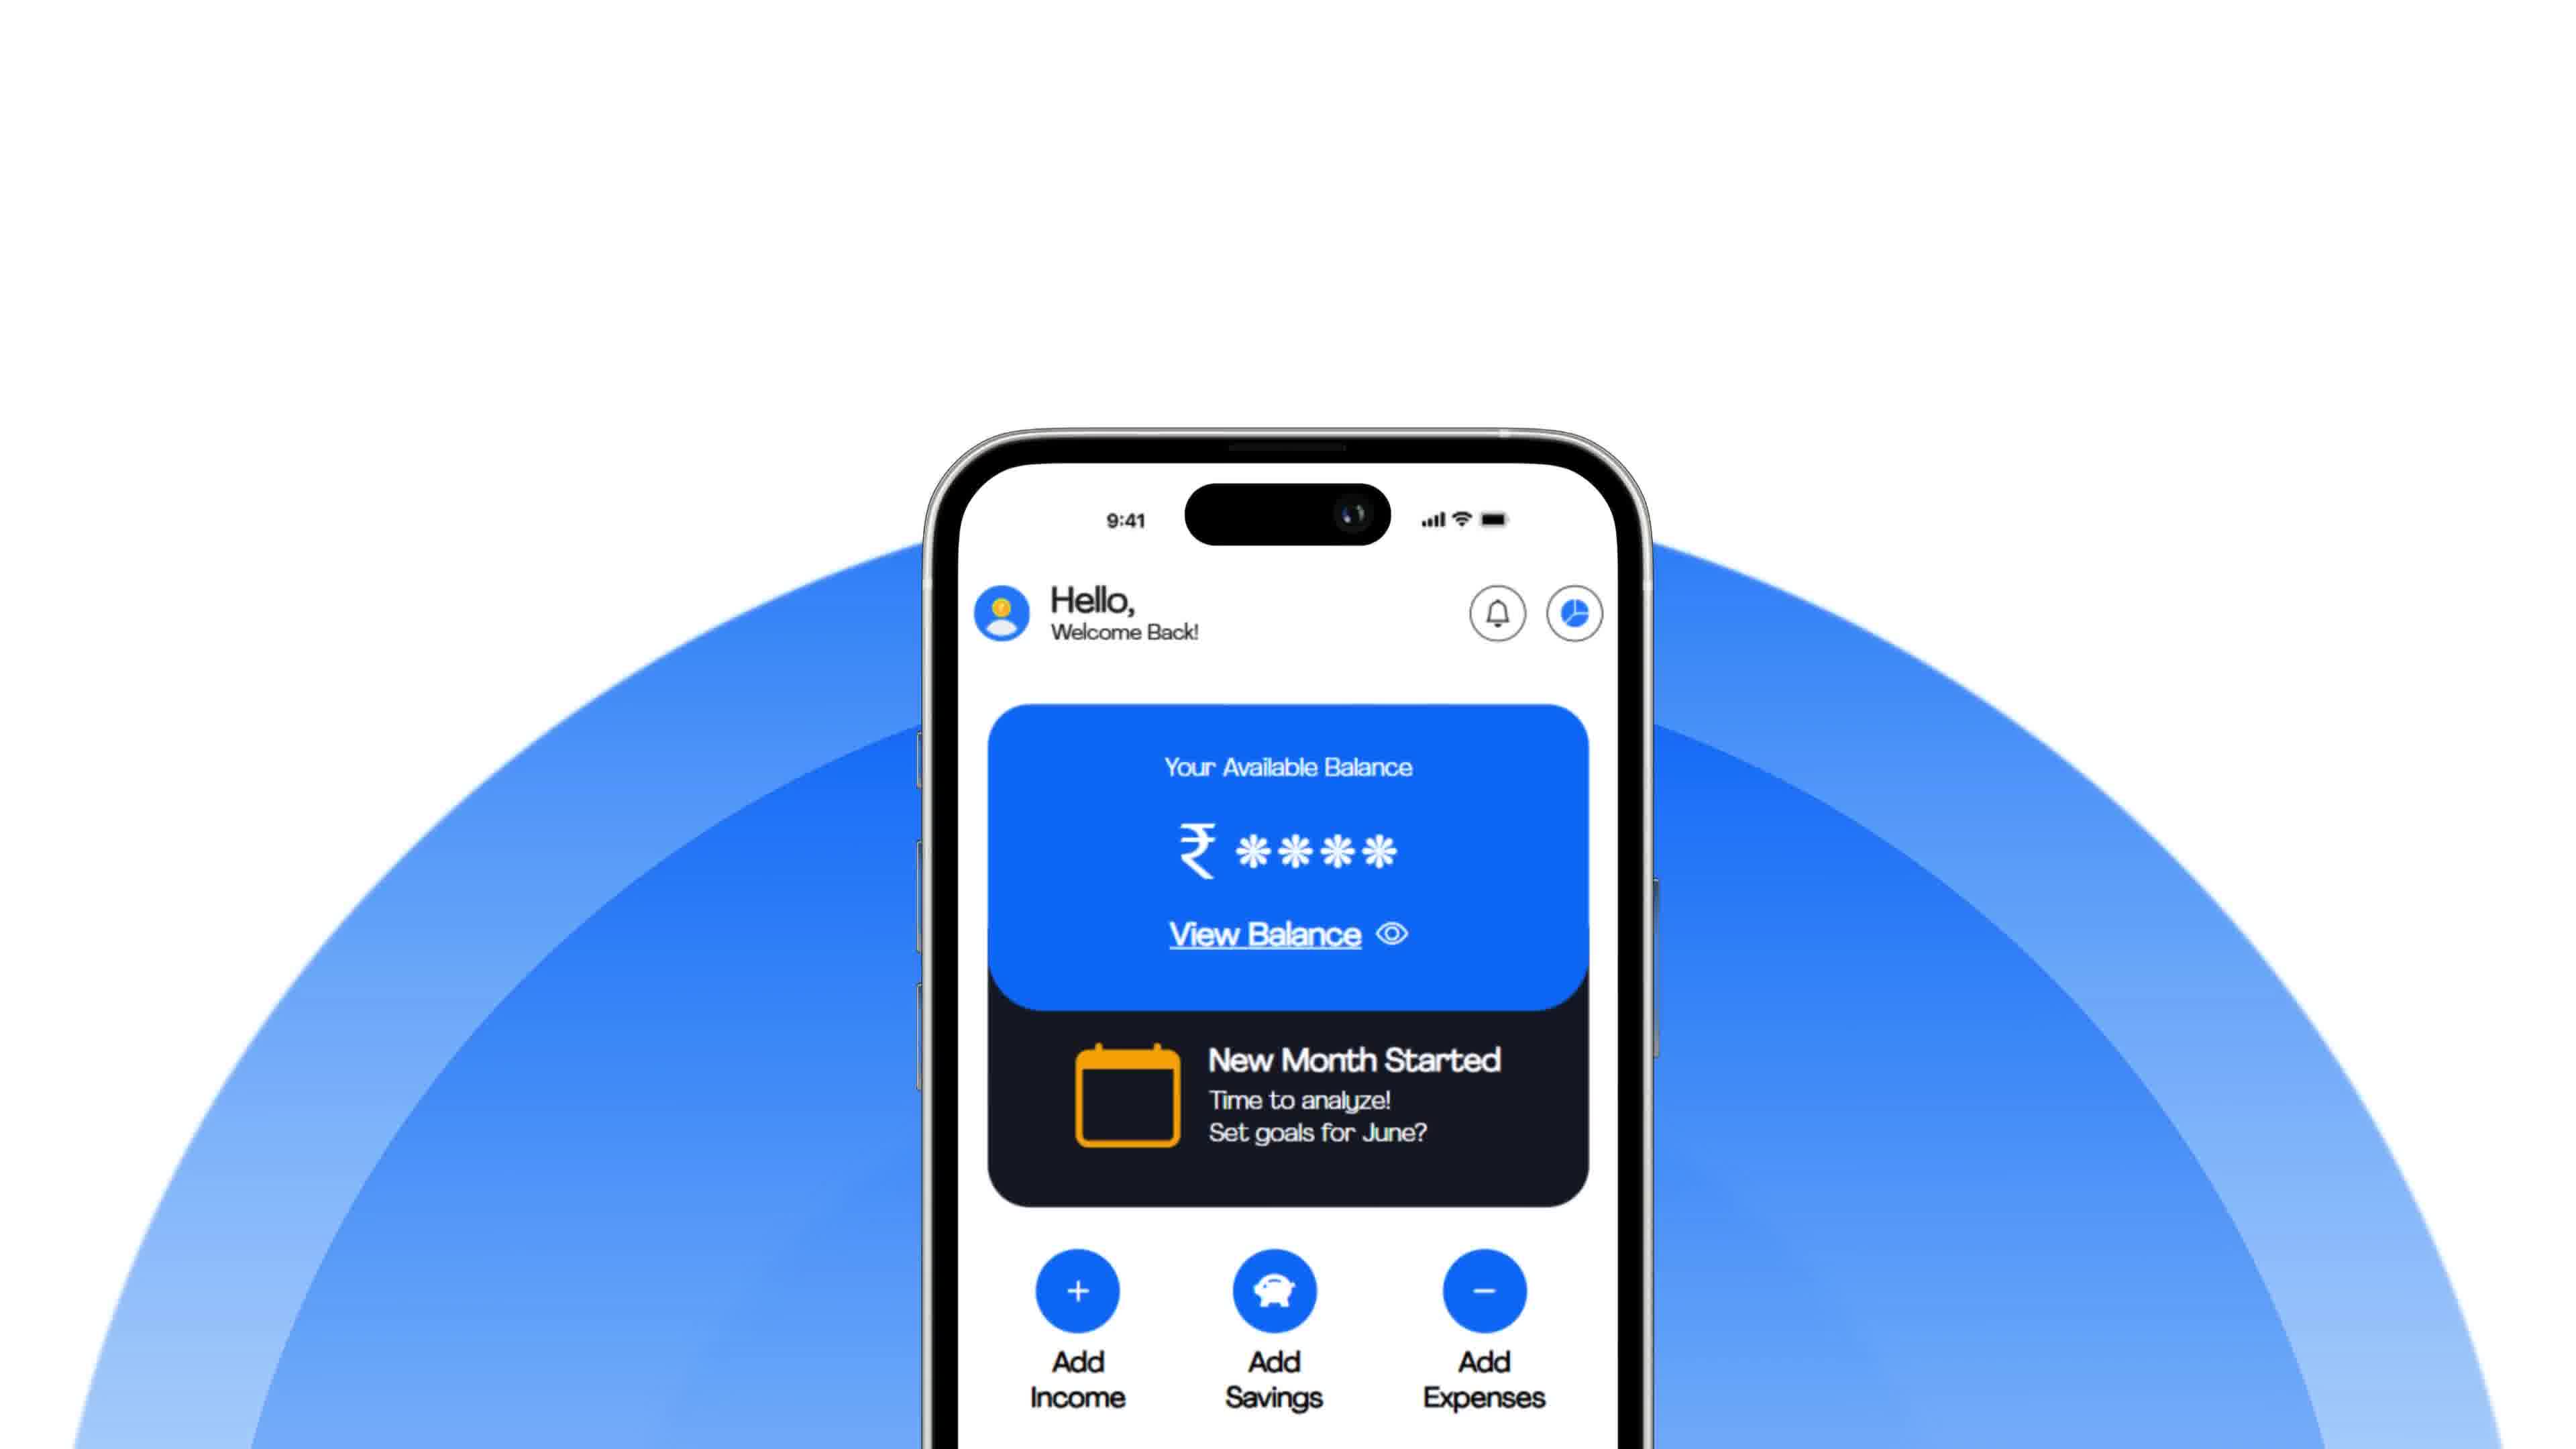 9:41
Hello,
Welcome Back!
Your Available Balance
₹ ****
View Balance
New Month Started
Time to analyze!
Set goals for June?
Add
Income
Add
Savings
Add
Expenses